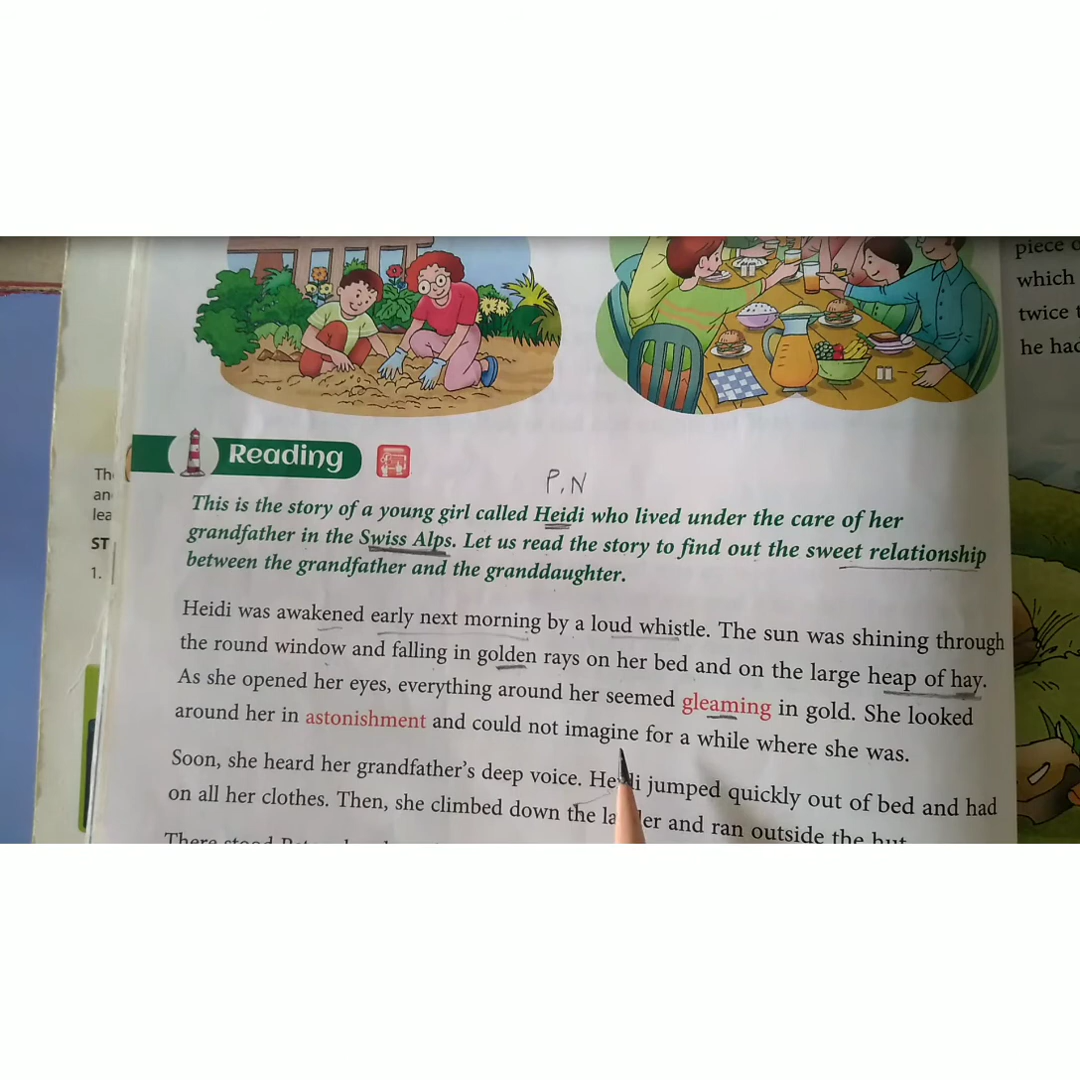 piece
which
twice
he had
Reading
P.N
This is the story of a young girl called Heidi who lived under the care of her
grandfather in the Swiss Alps. Let us read the story to find out the sweet relationship
between the grandfather and the granddaughter.
Th
an
lea
ST
1.
Heidi was awakened early next morning by a loud whistle. The sun was shining through
the round window and falling in golden rays on her bed and on the large heap of hay.
As she opened her eyes, everything around her seemed gleaming in gold. She looked
around her in astonishment and could not imagine for a while where she was.
Soon, she heard her grandfather's deep voice. Heidi jumped quickly out of bed and had
on all her clothes. Then, she climbed down the ladder and ran outside the hut.
There stood